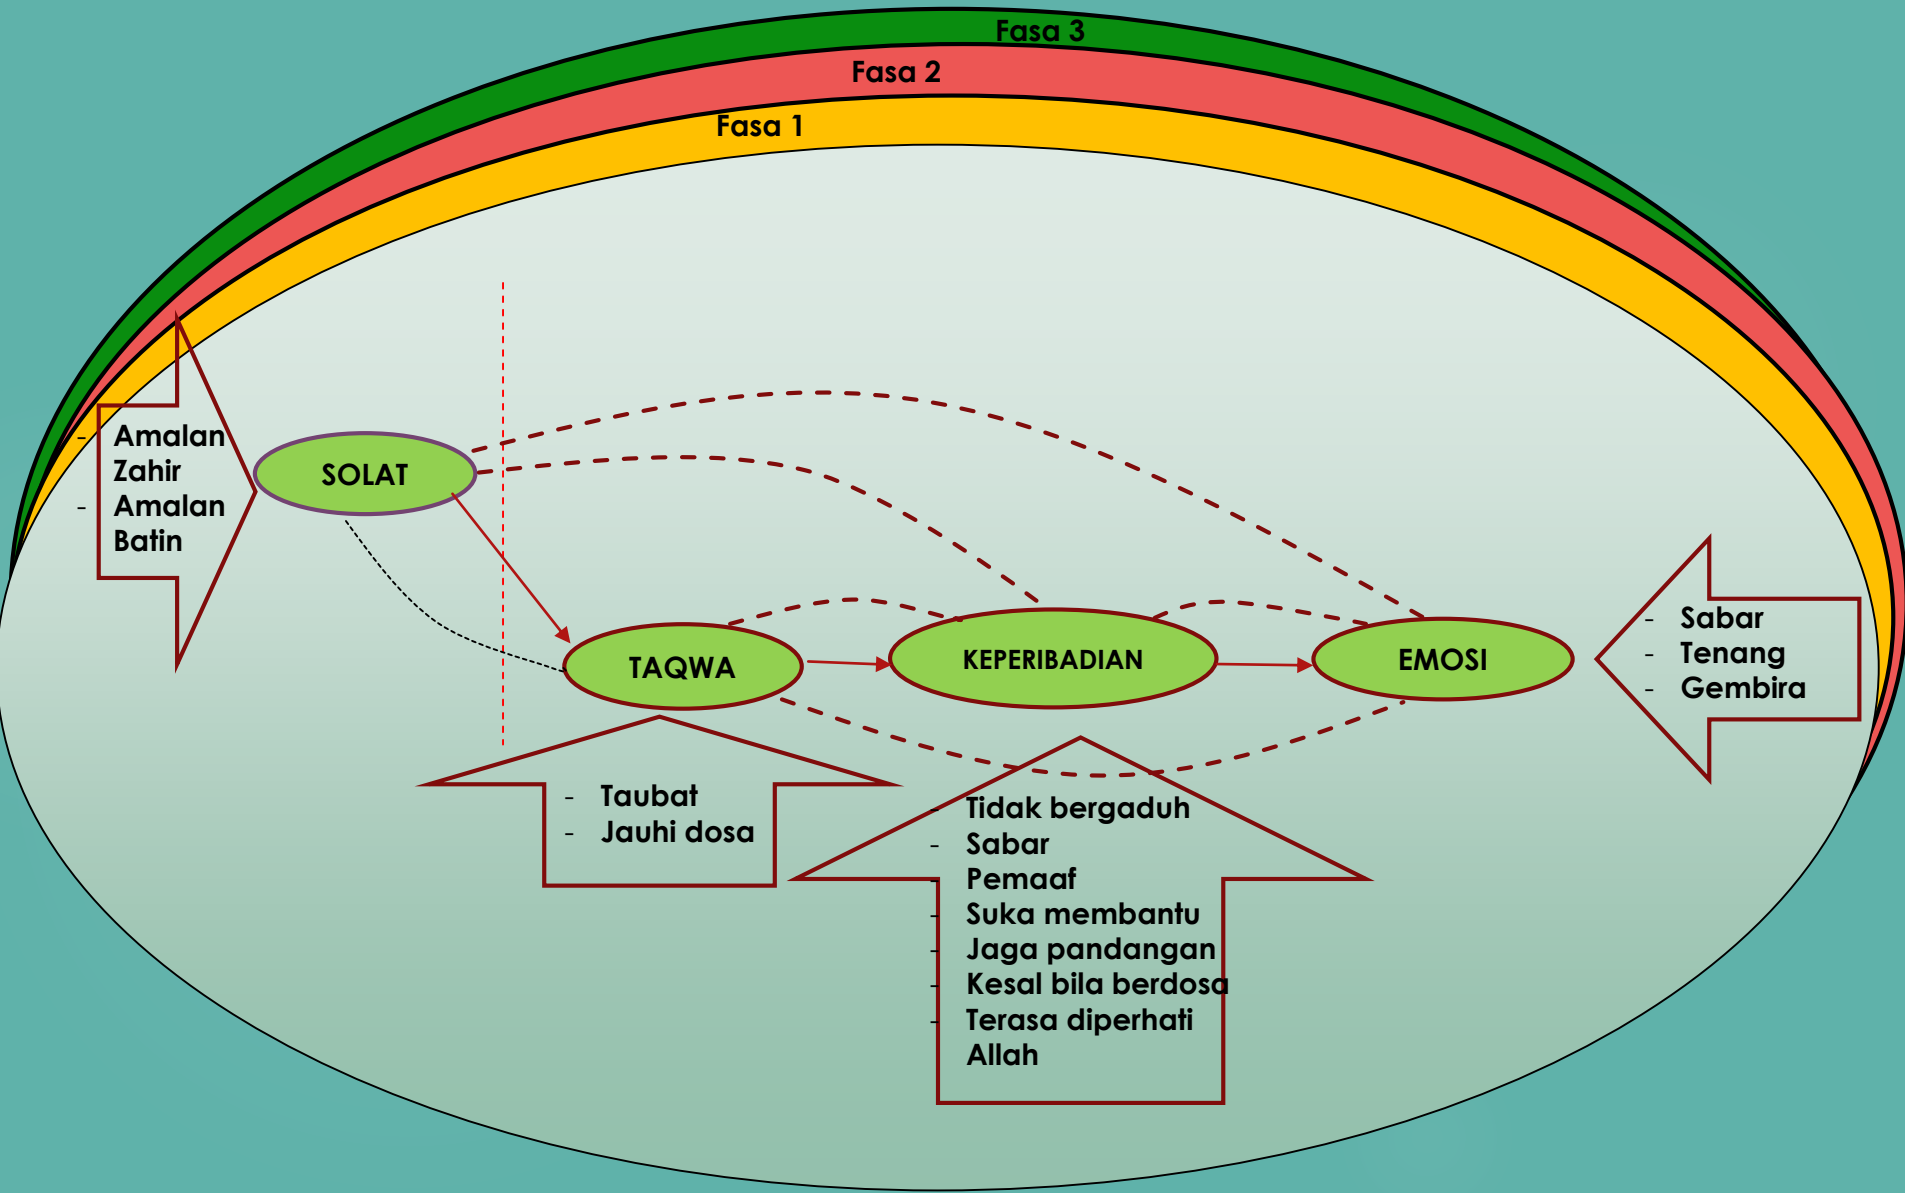 Fasa 3
Fasa 2
Fasa 1
- Amalan
Zahir
- Amalan
Batin
SOLAT
TAQWA
KEPERIBADIAN
EMOSI
- Sabar
- Tenang
- Gembira
- Taubat
- Jauhi dosa
- Tidak bergaduh
- Sabar
- Pemaaf
- Suka membantu
- Jaga pandangan
- Kesal bila berdosa
- Terasa diperhati
Allah